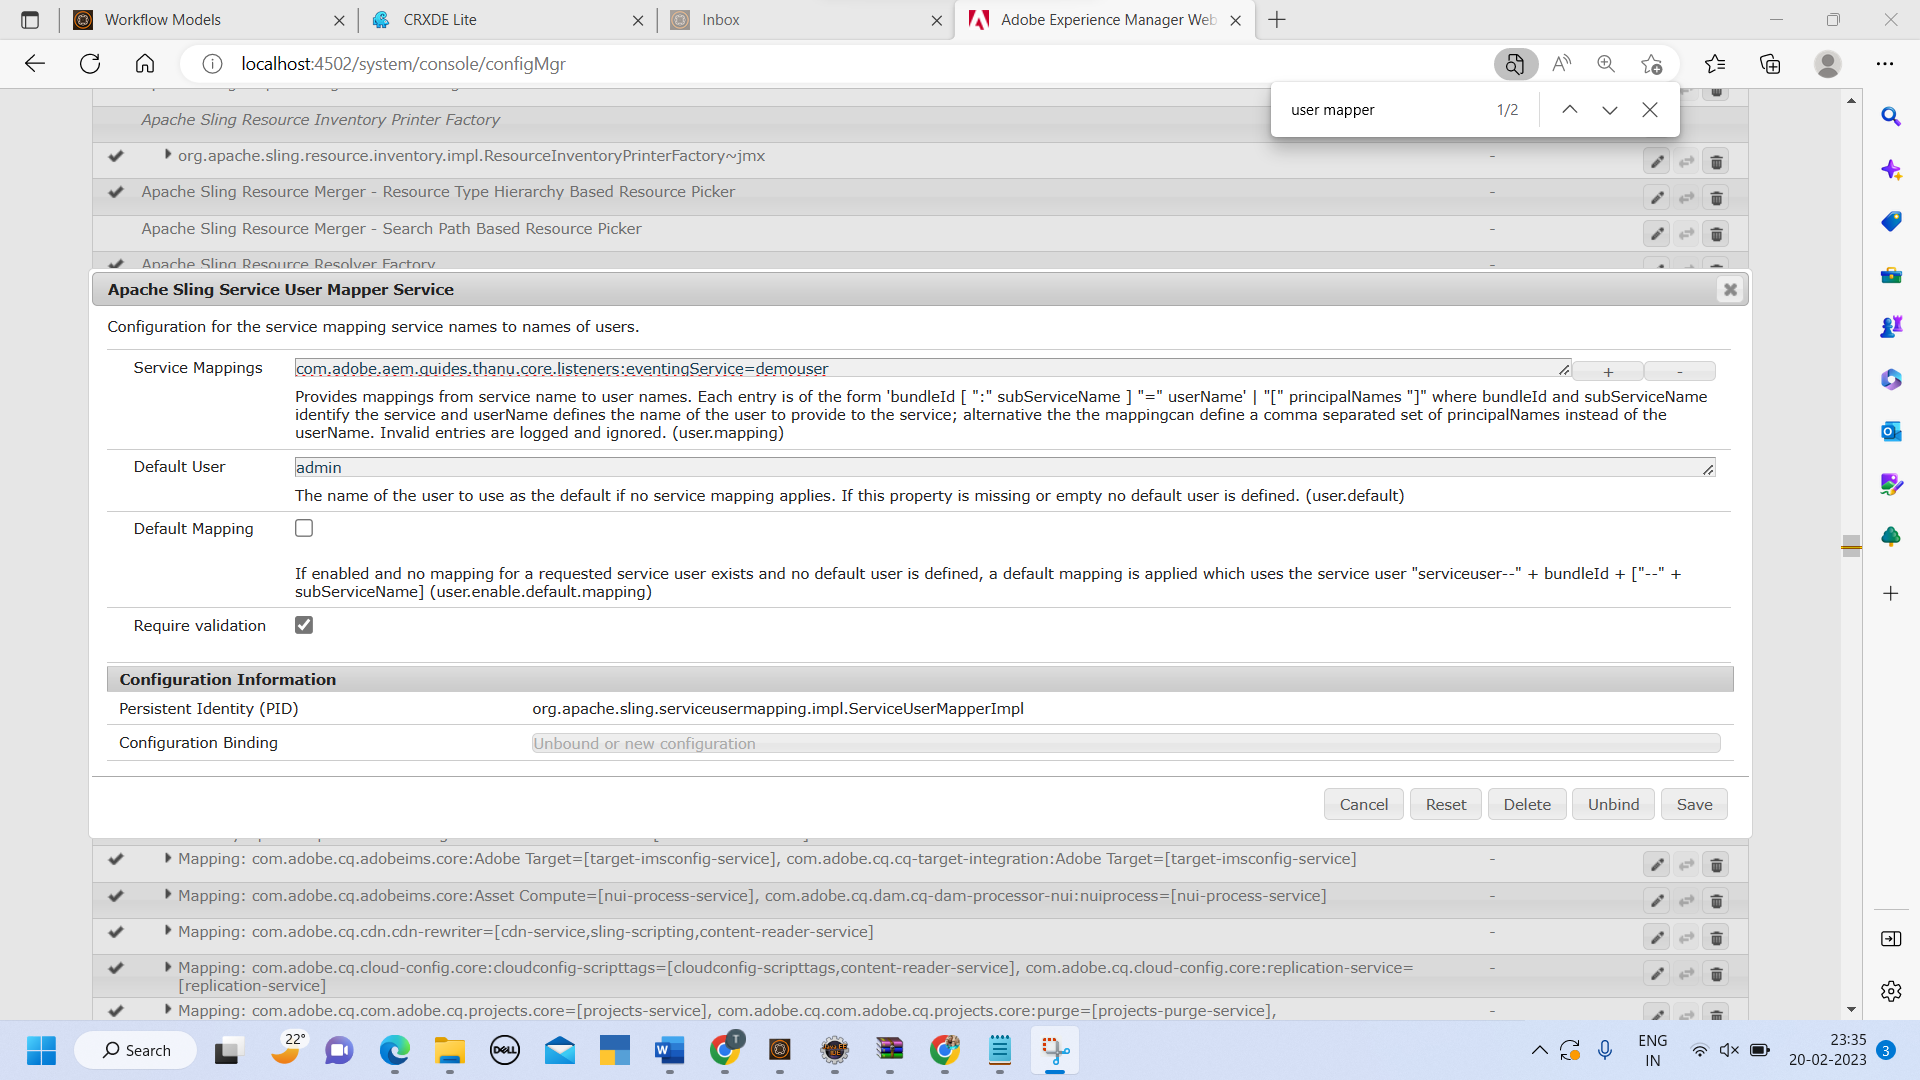 Workflow Models
CRXDE Lite
Inbox
Adobe Experience Manager Web
localhost:4502/system/console/configMgr
user mapper
1/2
Apache Sling Resource Inventory Printer Factory
org.apache.sling.resource.inventory.impl.ResourceInventoryPrinterFactory~jmx -
Apache Sling Resource Merger - Resource Type Hierarchy Based Resource Picker -
Apache Sling Resource Merger - Search Path Based Resource Picker -
Apache Sling Resource Resolver Factory -
Apache Sling Service User Mapper Service
Configuration for the service mapping service names to names of users.
Service Mappings
com.adobe.aem.guides.thanu.core.listeners:eventingService=demouser
+ -
Provides mappings from service name to user names. Each entry is of the form 'bundleId [ ":" subServiceName ] "=" userName' | "[" principalNames "]" where bundleId and subServiceName
identify the service and userName defines the name of the user to provide to the service; alternative the the mappingcan define a comma separated set of principalNames instead of the
userName. Invalid entries are logged and ignored. (user.mapping)
Default User
admin
The name of the user to use as the default if no service mapping applies. If this property is missing or empty no default user is defined. (user.default)
Default Mapping
If enabled and no mapping for a requested service user exists and no default user is defined, a default mapping is applied which uses the service user "serviceuser--" + bundleId + ["--" +
subServiceName] (user.enable.default.mapping)
Require validation
Configuration Information
Persistent Identity (PID)
org.apache.sling.serviceusermapping.impl.ServiceUserMapperImpl
Configuration Binding
Unbound or new configuration
Cancel
Reset
Delete
Unbind
Save
Mapping: com.adobe.cq.adobeims.core:Adobe Target=[target-imsconfig-service], com.adobe.cq.cq-target-integration:Adobe Target=[target-imsconfig-service] -
Mapping: com.adobe.cq.adobeims.core:Asset Compute=[nui-process-service], com.adobe.cq.dam.cq-dam-processor-nui:nuiprocess=[nui-process-service] -
Mapping: com.adobe.cq.cdn.cdn-rewriter=[cdn-service,sling-scripting,content-reader-service] -
Mapping: com.adobe.cq.cloud-config.core:cloudconfig-scripttags=[cloudconfig-scripttags,content-reader-service], com.adobe.cq.cloud-config.core:replication-service= -
[replication-service]
Mapping: com.adobe.cq.com.adobe.cq.projects.core=[projects-service], com.adobe.cq.com.adobe.cq.projects.core:purge=[projects-purge-service], -
Search
22°
DELL
T
ENG
IN
23:35
20-02-2023
3